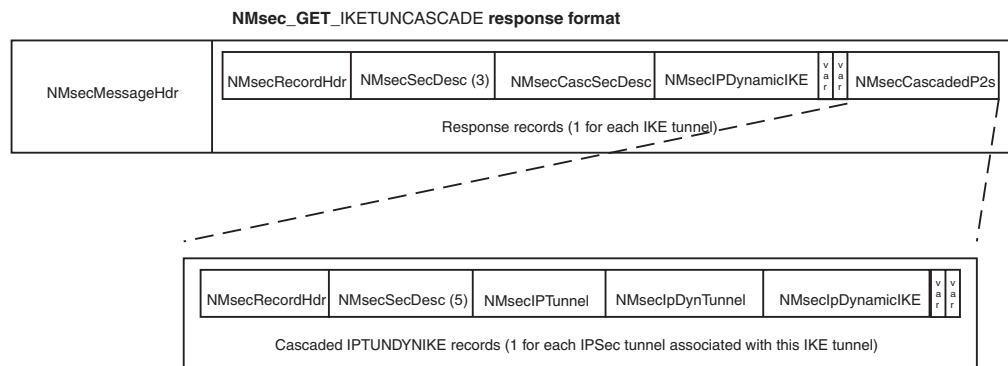 NMsec_GET_IKETUNCASCADE response format
NMsecMessageHdr
NMsecRecordHdr
NMsecSecDesc (3)
NMsecCascSecDesc
NMsecIPDynamicIKE
var
var
NMsecCascadedP2s
Response records (1 for each IKE tunnel)
NMsecRecordHdr
NMsecSecDesc (5)
NMsecIPTunnel
NMsecIpDynTunnel
NMsecIpDynamicIKE
var
var
Cascaded IPTUNDYNIKE records (1 for each IPSec tunnel associated with this IKE tunnel)